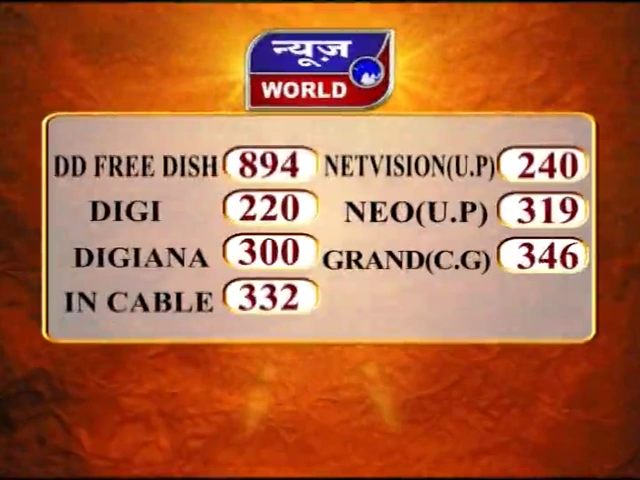 न्यूज़
WORLD
DD FREE DISH 894 NETVISION(U.P) 240
DIGI 220 NEO(U.P) 319
DIGIANA 300 GRAND(C.G) 346
IN CABLE 332